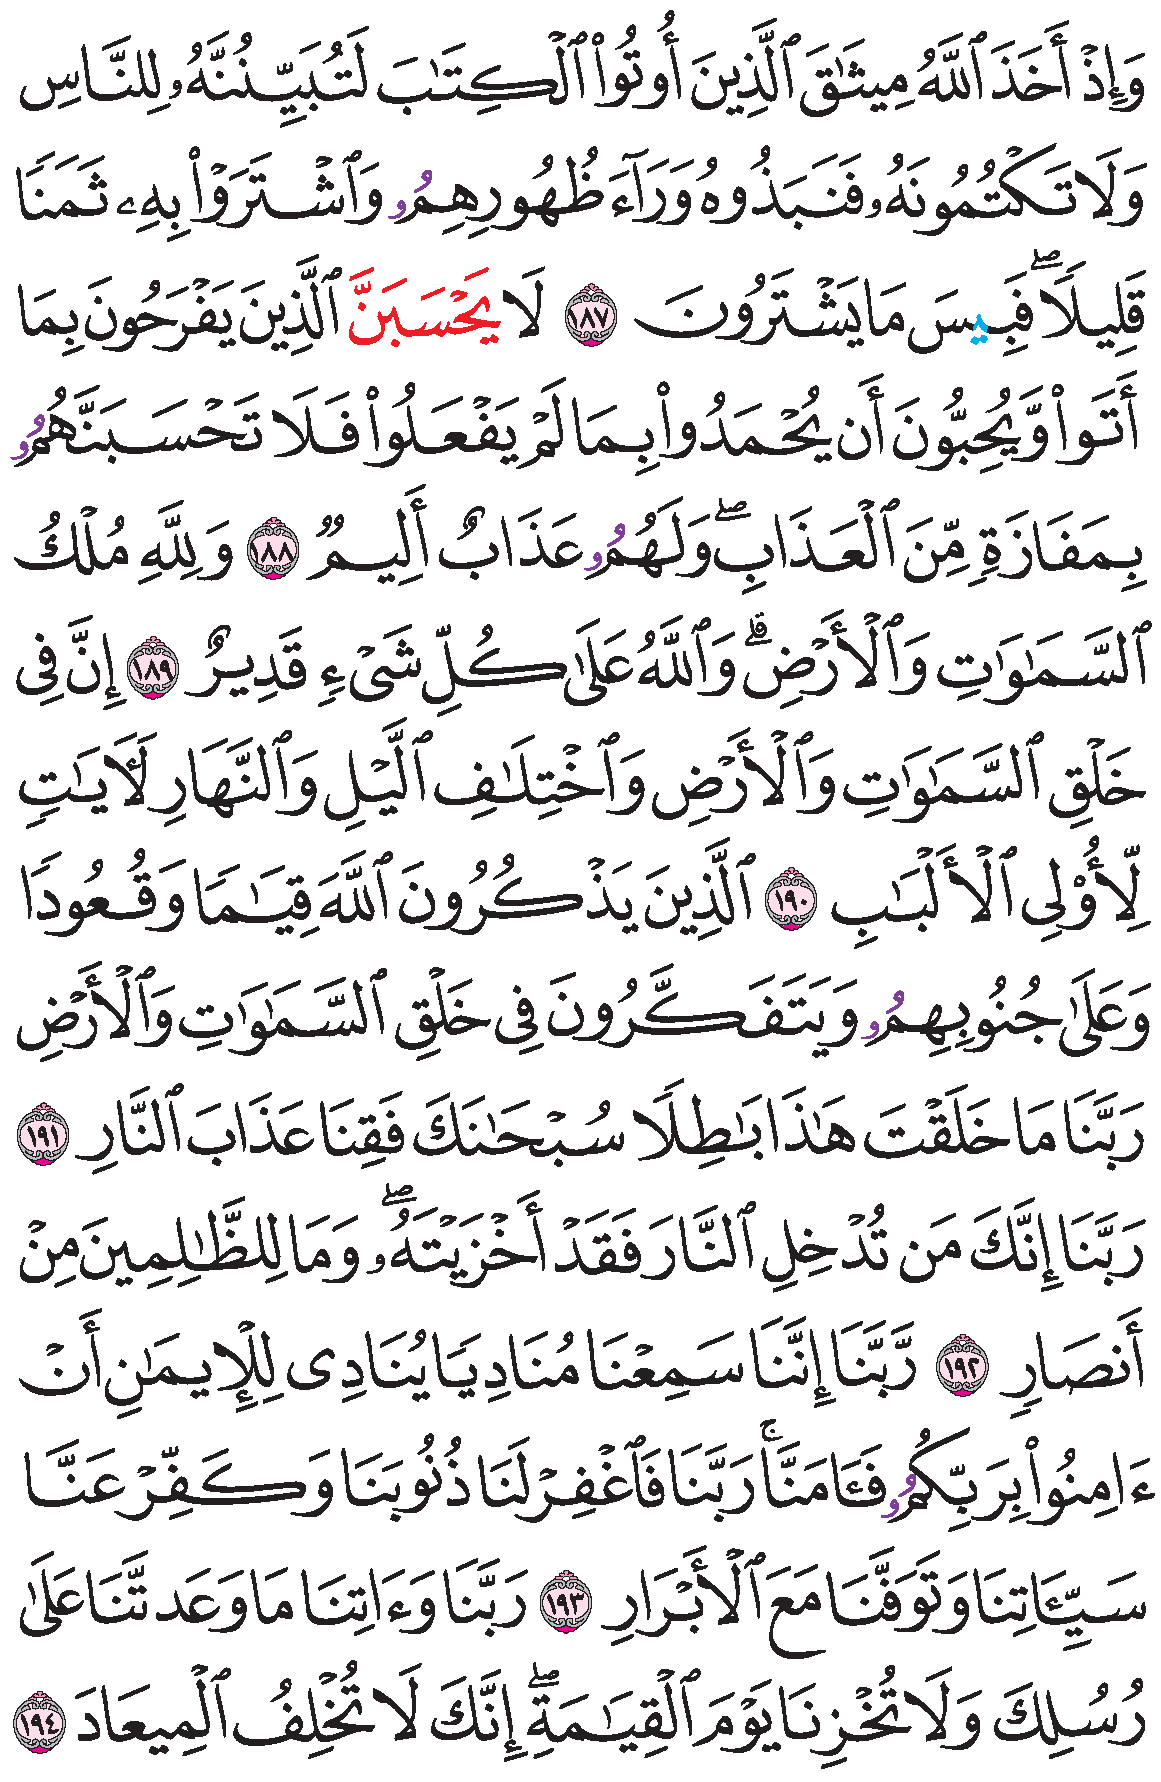 وَإِذْ أَخَذَ ٱللَّهُ مِيثَٰقَ ٱلَّذِينَ أُوتُواْ ٱلْكِتَٰبَ لَتُبَيِّنُنَّهُۥ لِلنَّاسِ
وَلَا تَكْتُمُونَهُۥ فَنَبَذُوهُ وَرَآءَ ظُهُورِهِمُۥ وَٱشْتَرَوْاْ بِهِۦ ثَمَنًا
قَلِيلًاۖ فَبِيسَ مَا يَشْتَرُونَ ١٨٧ لَا يَحْسَبَنَّ ٱلَّذِينَ يَفْرَحُونَ بِمَا
أَتَواْ وَّيُحِبُّونَ أَن يُحْمَدُواْ بِمَا لَمْ يَفْعَلُواْ فَلَا تَحْسَبَنَّهُمُۥ
بِمَفَازَةٍ مِّنَ ٱلْعَذَابِۖ وَلَهُمُۥ عَذَابٌ أَلِيمٌ ١٨٨ وَلِلَّهِ مُلْكُ
ٱلسَّمَٰوَٰتِ وَٱلْأَرْضِۗ وَٱللَّهُ عَلَىٰ كُلِّ شَىْءٍ قَدِيرٌ ١٨٩ إِنَّ فِى
خَلْقِ ٱلسَّمَٰوَٰتِ وَٱلْأَرْضِ وَٱخْتِلَٰفِ ٱلَّيْلِ وَٱلنَّهَارِ لَأٓيَٰتٍ
لِّأُوْلِى ٱلْأَلْبَٰبِ ١٩٠ ٱلَّذِينَ يَذْكُرُونَ ٱللَّهَ قِيَٰمًا وَقُعُودًا
وَعَلَىٰ جُنُوبِهِمُۥ وَيَتَفَكَّرُونَ فِى خَلْقِ ٱلسَّمَٰوَٰتِ وَٱلْأَرْضِ
رَبَّنَا مَا خَلَقْتَ هَٰذَا بَٰطِلًا سُبْحَٰنَكَ فَقِنَا عَذَابَ ٱلنَّارِ ١٩١
رَبَّنَا إِنَّكَ مَن تُدْخِلِ ٱلنَّارَ فَقَدْ أَخْزَيْتَهُۥۖ وَمَا لِلظَّٰلِمِينَ مِنْ
أَنصَارٍ ١٩٢ رَّبَّنَا إِنَّنَا سَمِعْنَا مُنَادِيًا يُنَادِى لِلْإِيمَٰنِ أَنْ
ءَامِنُواْ بِرَبِّكُمُۥ فَـَٔامَنَّاۚ رَبَّنَا فَٱغْفِرْ لَنَا ذُنُوبَنَا وَكَفِّرْ عَنَّا
سَيِّـَٔاتِنَا وَتَوَفَّنَا مَعَ ٱلْأَبْرَارِ ١٩٣ رَبَّنَا وَءَاتِنَا مَا وَعَدتَّنَا عَلَىٰ
رُسُلِكَ وَلَا تُخْزِنَا يَوْمَ ٱلْقِيَٰمَةِۖ إِنَّكَ لَا تُخْلِفُ ٱلْمِيعَادَ ١٩٤